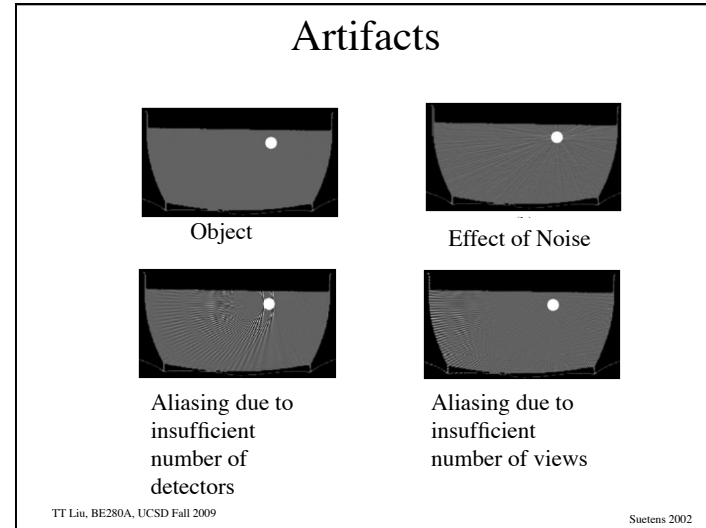 Artifacts
Object
Effect of Noise
Aliasing due to
insufficient
number of
detectors
Aliasing due to
insufficient
number of views
TT Liu, BE280A, UCSD Fall 2009
Suetens 2002